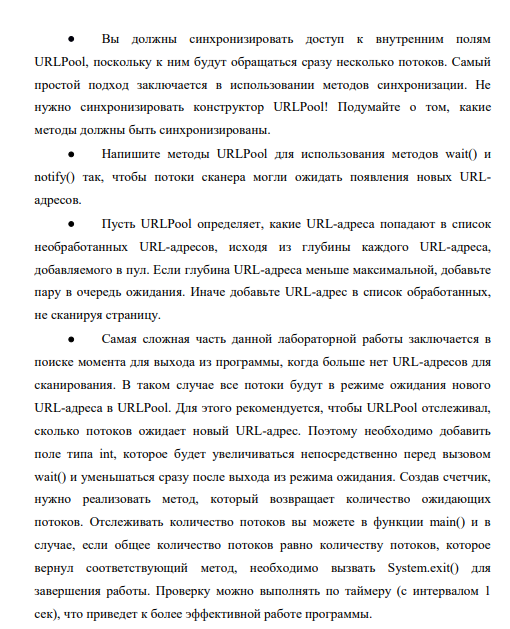 ● Вы должны синхронизировать доступ к внутренним полям
URLPool, поскольку к ним будут обращаться сразу несколько потоков. Самый
простой подход заключается в использовании методов синхронизации. Не
нужно синхронизировать конструктор URLPool! Подумайте о том, какие
методы должны быть синхронизированы.
● Напишите методы URLPool для использования методов wait() и
notify() так, чтобы потоки сканера могли ожидать появления новых URL-
адресов.
● Пусть URLPool определяет, какие URL-адреса попадают в список
необработанных URL-адресов, исходя из глубины каждого URL-адреса,
добавляемого в пул. Если глубина URL-адреса меньше максимальной, добавьте
пару в очередь ожидания. Иначе добавьте URL-адрес в список обработанных,
не сканируя страницу.
● Самая сложная часть данной лабораторной работы заключается в
поиске момента для выхода из программы, когда больше нет URL-адресов для
сканирования. В таком случае все потоки будут в режиме ожидания нового
URL-адреса в URLPool. Для этого рекомендуется, чтобы URLPool отслеживал,
сколько потоков ожидает новый URL-адрес. Поэтому необходимо добавить
поле типа int, которое будет увеличиваться непосредственно перед вызовом
wait() и уменьшаться сразу после выхода из режима ожидания. Создав счетчик,
нужно реализовать метод, который возвращает количество ожидающих
потоков. Отслеживать количество потоков вы можете в функции main() и в
случае, если общее количество потоков равно количеству потоков, которое
вернул соответствующий метод, необходимо вызвать System.exit() для
завершения работы. Проверку можно выполнять по таймеру (с интервалом 1
сек), что приведет к более эффективной работе программы.